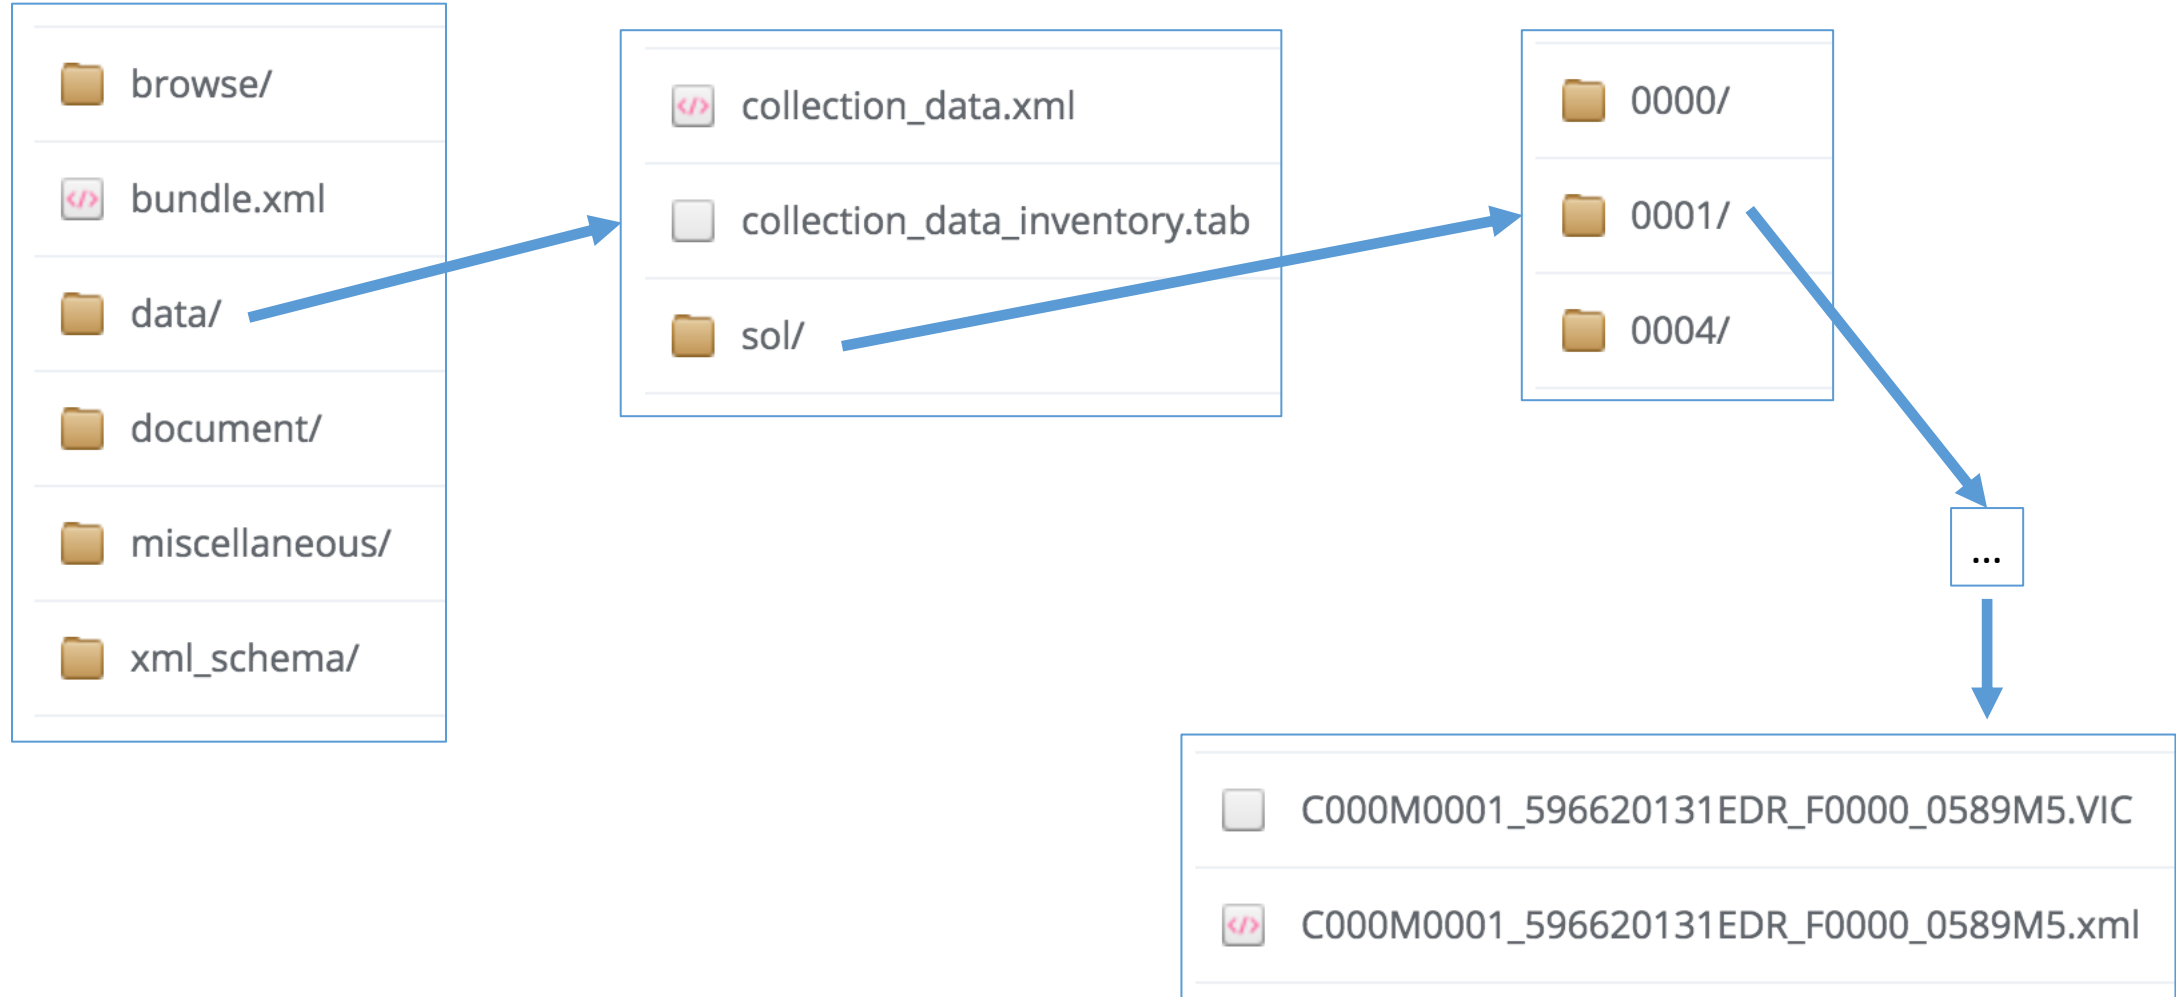 browse/
bundle.xml
data/
document/
miscellaneous/
xml_schema/
collection_data.xml
collection_data_inventory.tab
sol/
0000/
0001/
0004/
...
C000M0001_596620131EDR_F0000_0589M5.VIC
C000M0001_596620131EDR_F0000_0589M5.xml